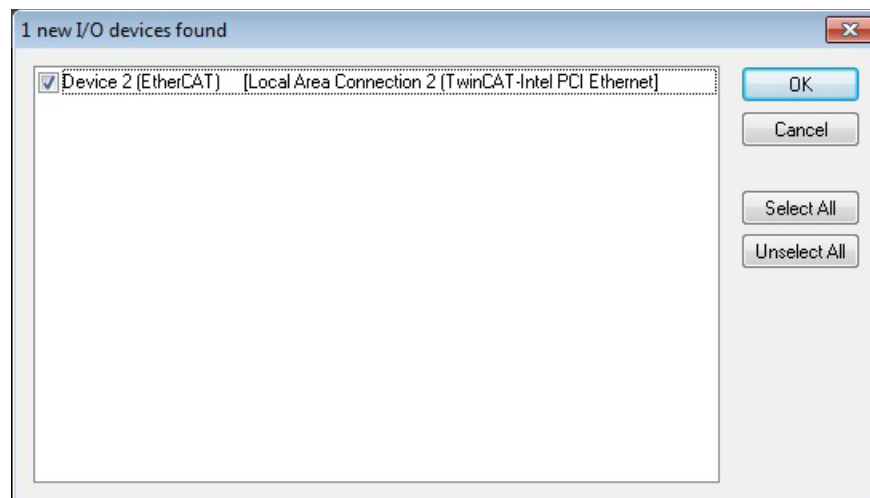 1 new I/O devices found
Device 2 (EtherCAT) [Local Area Connection 2 (TwinCAT-Intel PCI Ethernet]
OK
Cancel
Select All
Unselect All